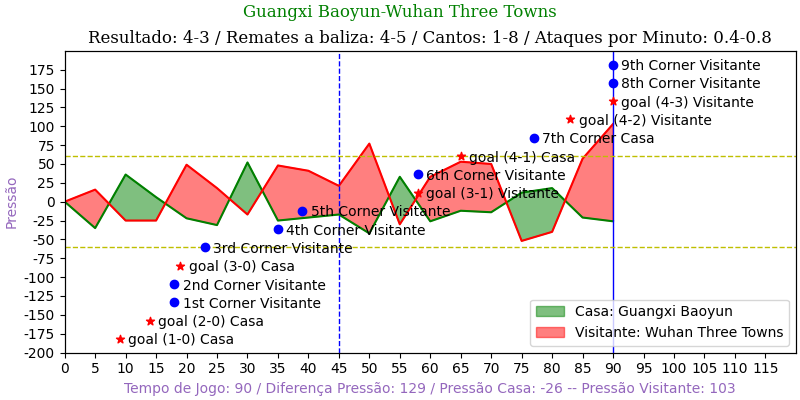 Guangxi Baoyun-Wuhan Three Towns
Resultado: 4-3 / Remates a baliza: 4-5 / Cantos: 1-8 / Ataques por Minuto: 0.4-0.8
Pressão
175
150
125
100
75
50
25
0
-25
-50
-75
-100
-125
-150
-175
-200
9th Corner Visitante
8th Corner Visitante
goal (4-3) Visitante
goal (4-2) Visitante
7th Corner Casa
goal (4-1) Casa
6th Corner Visitante
goal (3-1) Visitante
5th Corner Visitante
4th Corner Visitante
3rd Corner Visitante
goal (3-0) Casa
2nd Corner Visitante
1st Corner Visitante
goal (2-0) Casa
goal (1-0) Casa
Casa: Guangxi Baoyun
Visitante: Wuhan Three Towns
0 5 10 15 20 25 30 35 40 45 50 55 60 65 70 75 80 85 90 95 100 105 110 115
Tempo de Jogo: 90 / Diferença Pressão: 129 / Pressão Casa: -26 -- Pressão Visitante: 103